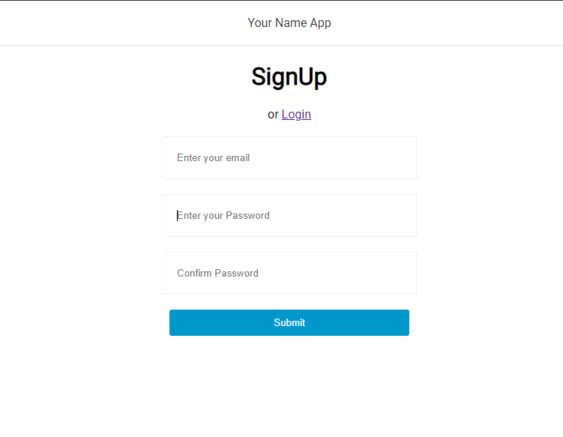 Your Name App
SignUp
or Login
Enter your email
Enter your Password
Confirm Password
Submit